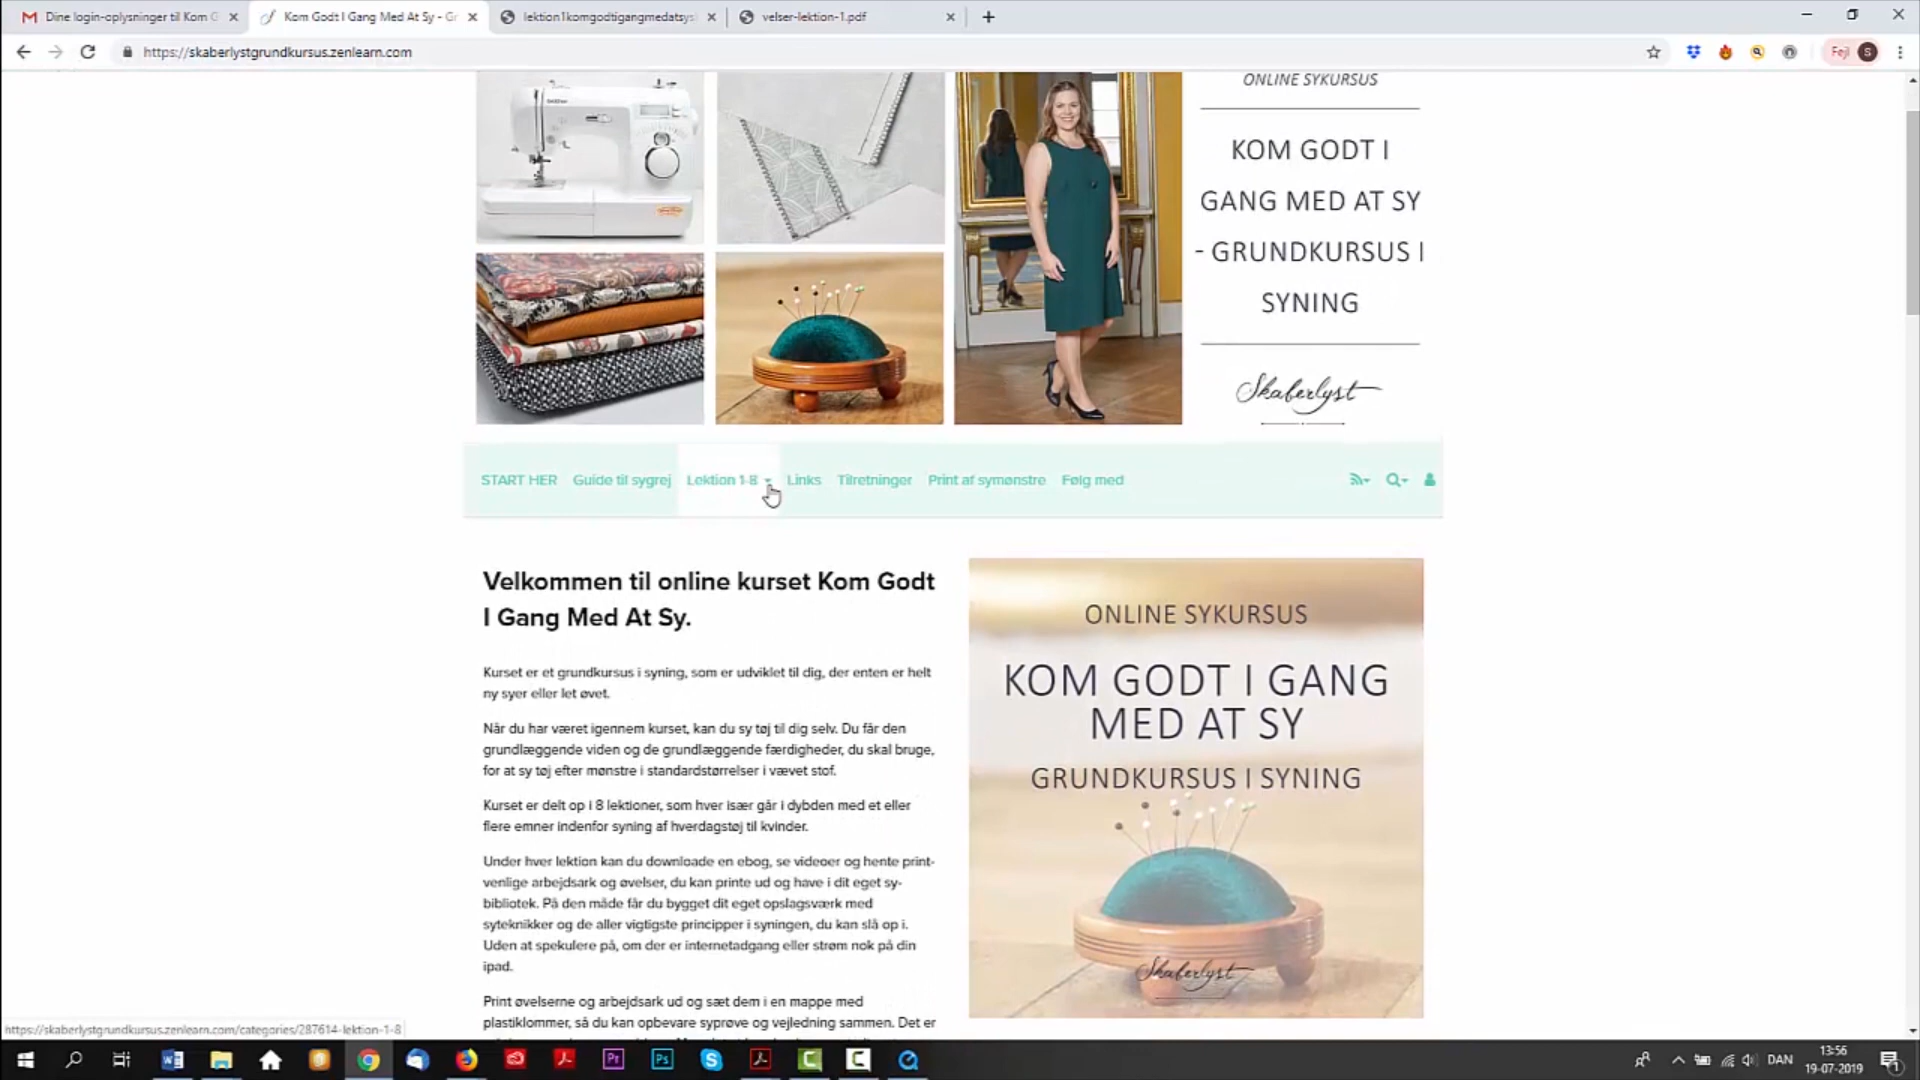 Dine login-oplysninger til Kom G
Kom Godt I Gang Med At Sy - Gr
lektion1komgodtigangmedatsy
velser-lektion-1.pdf
https://skaberlystgrundkursus.zenlearn.com
Fejl
S
brother
ONLINE SYKURSUS
KOM GODT I
GANG MED AT SY
- GRUNDKURSUS I
SYNING
Skaberlyst
START HER Guide til sygrej Lektion 1-8 Links Tilretninger Print af symønstre Følg med
Velkommen til online kurset Kom Godt
I Gang Med At Sy.
Kurset er et grundkursus i syning, som er udviklet til dig, der enten er helt
ny syer eller let øvet.
Når du har været igennem kurset, kan du sy tøj til dig selv. Du får den
grundlæggende viden og de grundlæggende færdigheder, du skal bruge,
for at sy tøj efter mønstre i standardstørrelser i vævet stof.
Kurset er delt op i 8 lektioner, som hver især går i dybden med et eller
flere emner indenfor syning af hverdagstøj til kvinder.
Under hver lektion kan du downloade en ebog, se videoer og hente print-
venlige arbejdsark og øvelser, du kan printe ud og have i dit eget sy-
bibliotek. På den måde får du bygget dit eget opslagsværk med
syteknikker og de aller vigtigste principper i syningen, du kan slå op i.
Uden at spekulere på, om der er internetadgang eller strøm nok på din
ipad.
Print øvelserne og arbejdsark ud og sæt dem i en mappe med
plastiklommer, så du kan opbevare syprøve og vejledning sammen. Det er
ONLINE SYKURSUS
KOM GODT I GANG
MED AT SY
GRUNDKURSUS I SYNING
Skaberlyst
https://skaberlystgrundkursus.zenlearn.com/categories/287614-lektion-1-8
Pr
Ps
DAN
13:56
19-07-2019
1